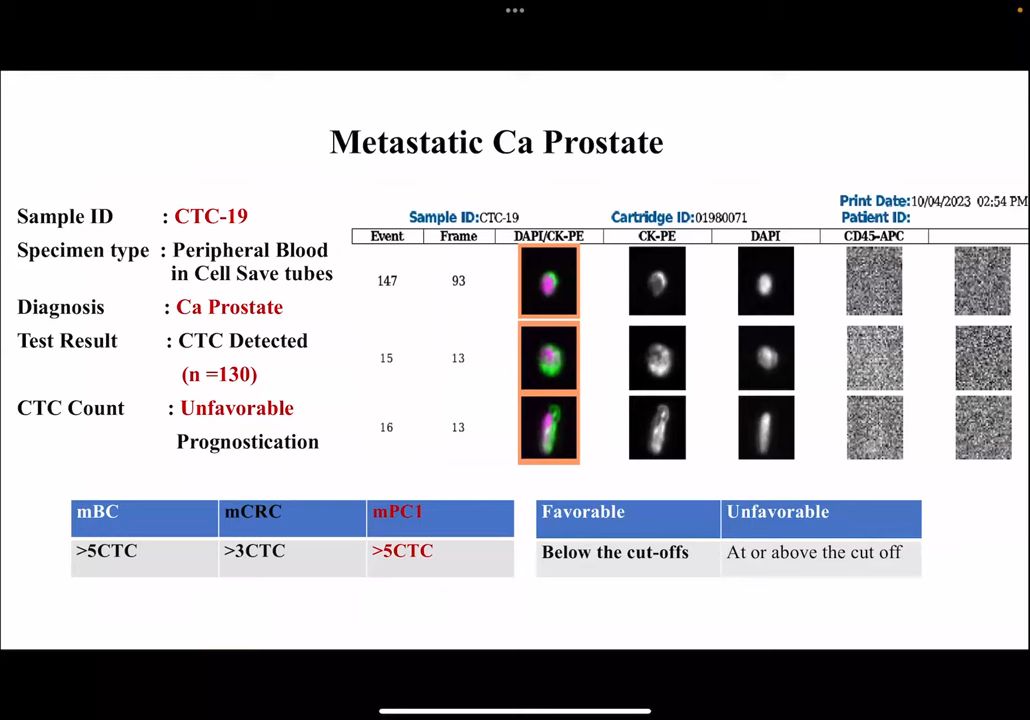 Metastatic Ca Prostate
Sample ID : CTC-19
Specimen type : Peripheral Blood
in Cell Save tubes
Diagnosis : Ca Prostate
Test Result : CTC Detected
(n =130)
CTC Count : Unfavorable
Prognostication
Print Date:10/04/2023 02:54 PM
Sample ID:CTC-19 Cartridge ID:01980071 Patient ID:
Event Frame DAPI/CK-PE CK-PE DAPI CD45-APC
147 93
15 13
16 13
mBC mCRC mPC1
>5CTC >3CTC >5CTC
Favorable Unfavorable
Below the cut-offs At or above the cut off